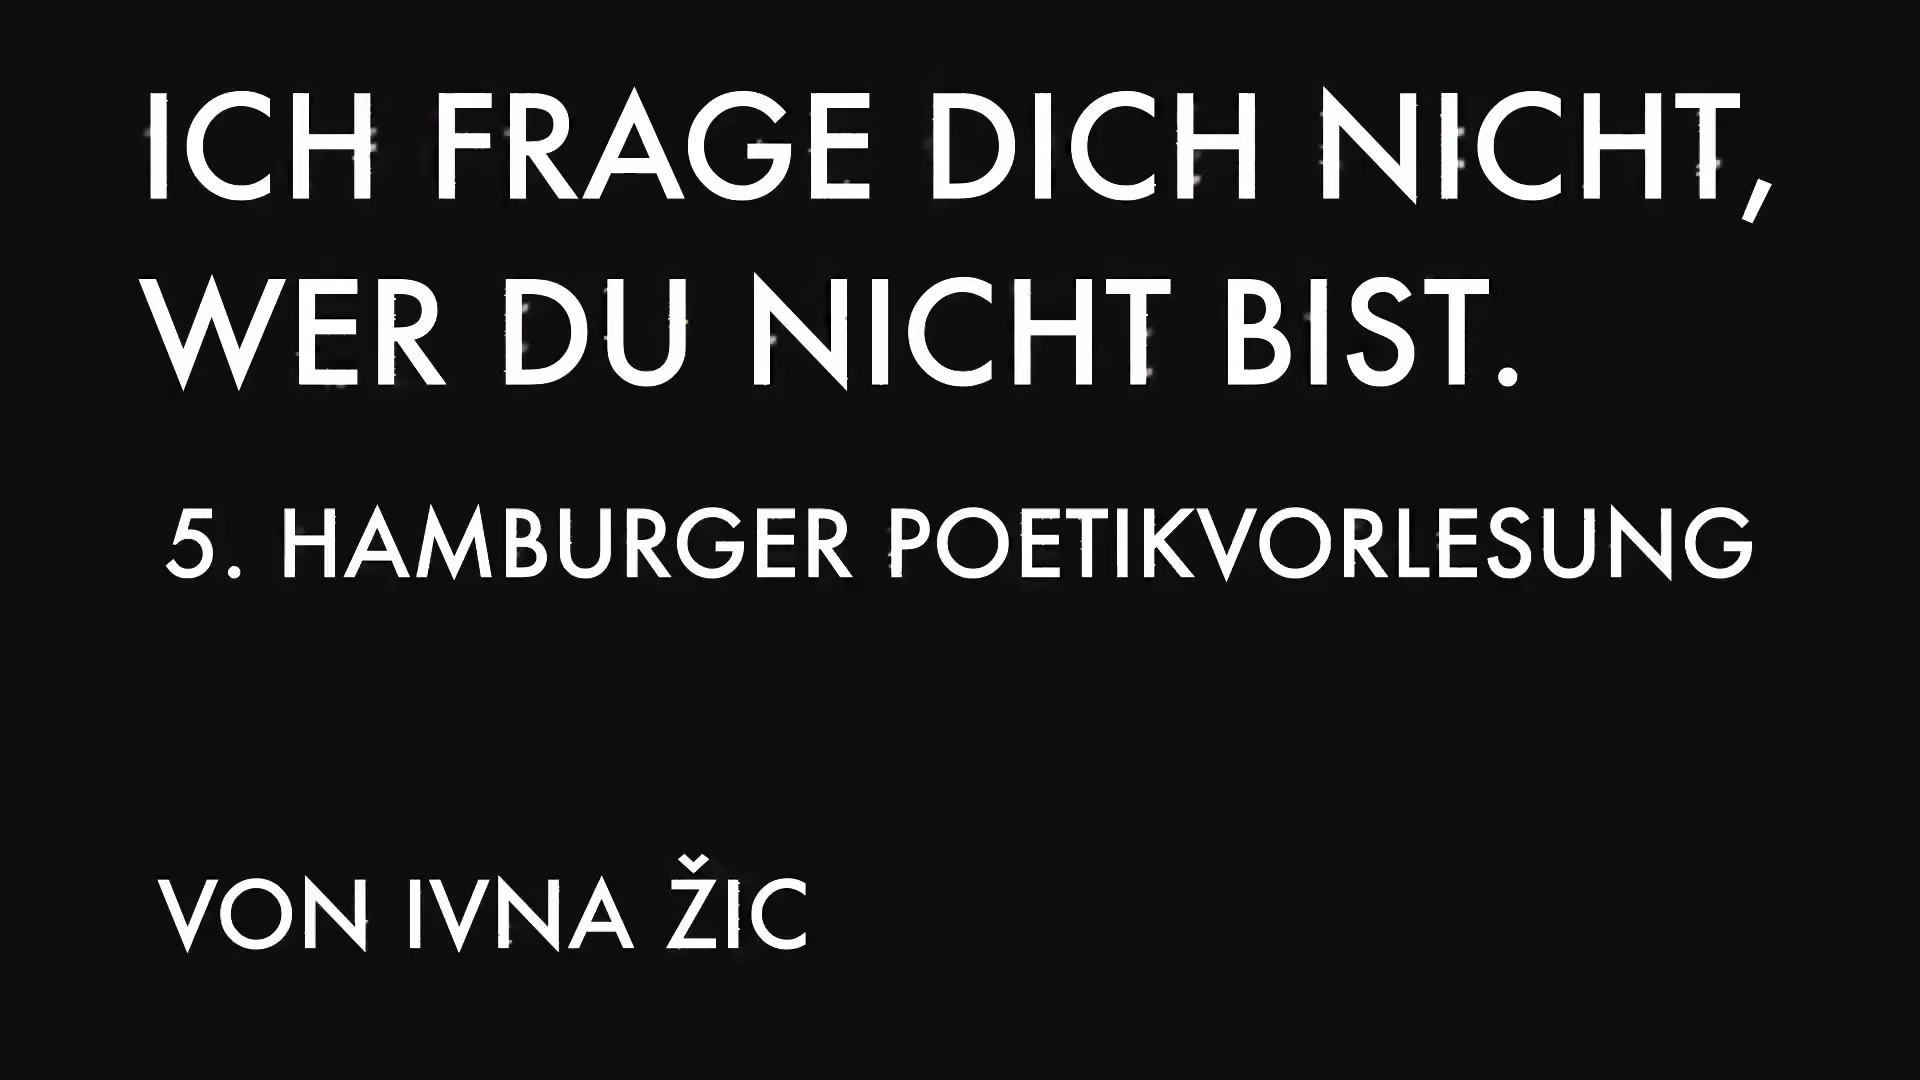 ICH FRAGE DICH NICHT,
WER DU NICHT BIST.
5. HAMBURGER POETIKVORLESUNG
VON IVNA ŽIC